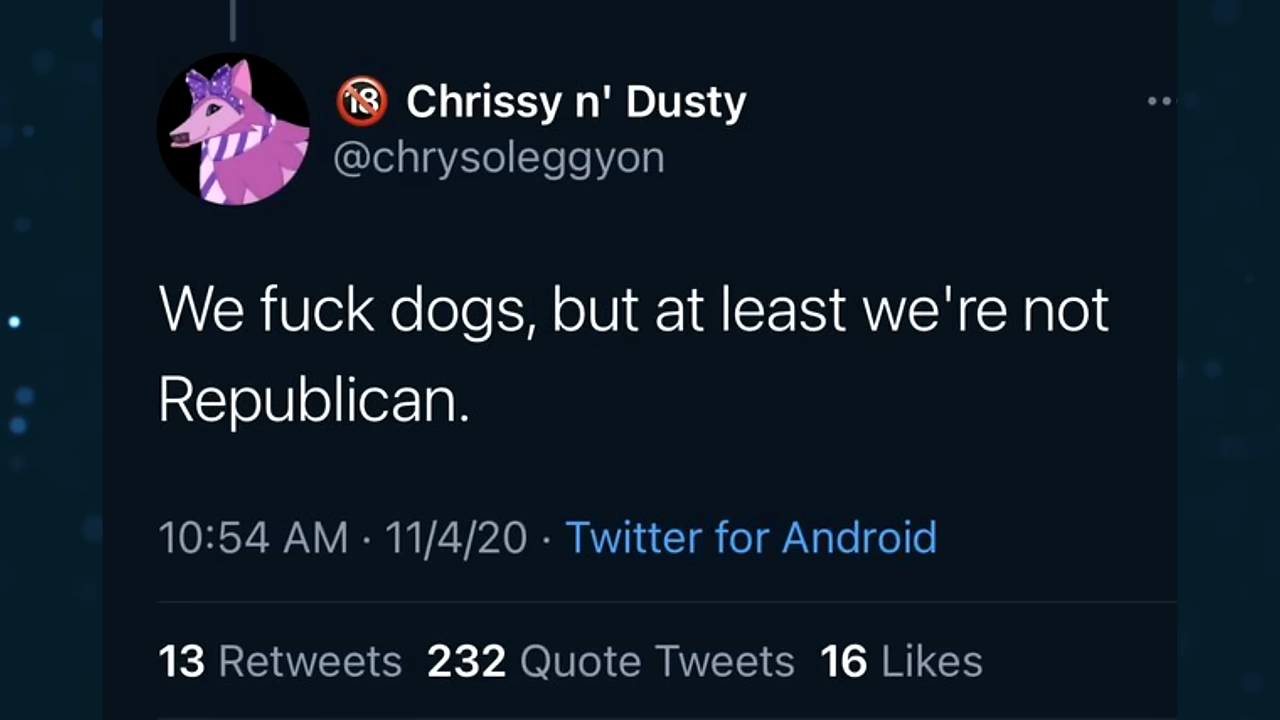 🔞 Chrissy n' Dusty
@chrysoleggyon
We fuck dogs, but at least we're not
Republican.
10:54 AM · 11/4/20 · Twitter for Android
13 Retweets 232 Quote Tweets 16 Likes